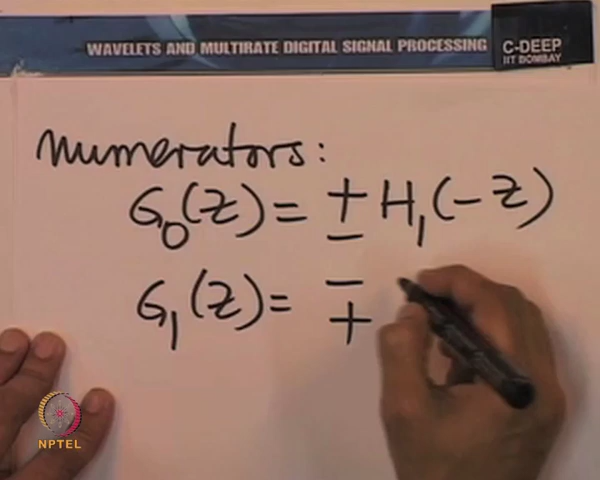 WAVELETS AND MULTIRATE DIGITAL SIGNAL PROCESSING
C-DEEP
IIT BOMBAY
Numerators:
G₀(Z) = ± H₁(-Z)
G₁(Z) = ∓
NPTEL